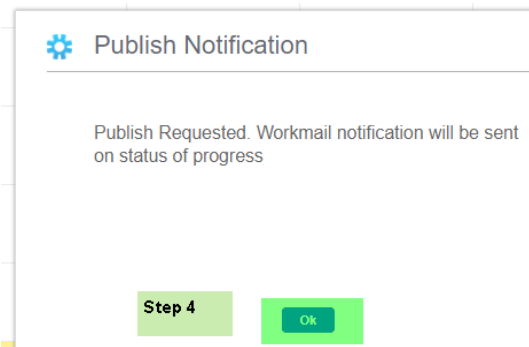 Publish Notification
Publish Requested. Workmail notification will be sent
on status of progress
Step 4
Ok